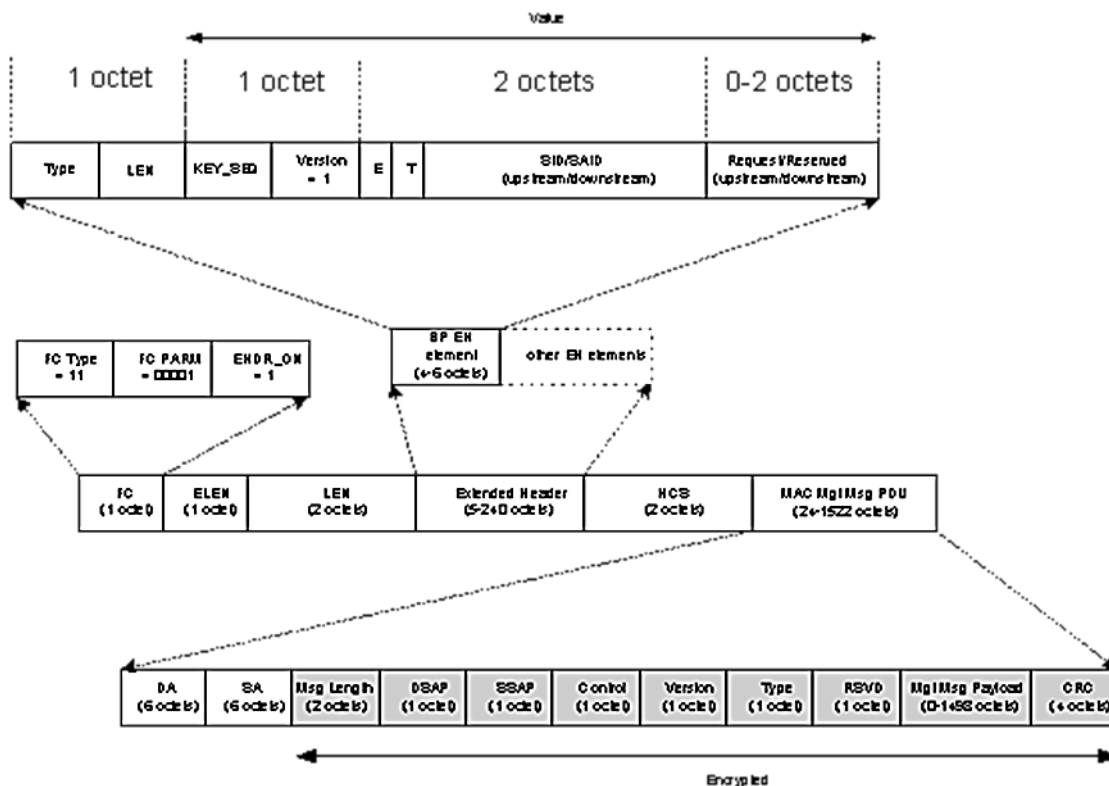 Value
1 octet
1 octet
2 octets
0-2 octets
Type
LEN
KEY_SEQ
Version
= 1
E
T
SID/SAID
(upstream/downstream)
Request/Reserved
(upstream/downstream)
FC Type
= 11
FC PARM
= 00001
EHDR_ON
= 1
BP EH
element
(4-6 octets)
other EH elements
FC
(1 octet)
ELEN
(1 octet)
LEN
(2 octets)
Extended Header
(5-240 octets)
HCS
(2 octets)
MAC Mgt Msg PDU
(24-1522 octets)
DA
(6 octets)
SA
(6 octets)
Msg Length
(2 octets)
DSAP
(1 octet)
SSAP
(1 octet)
Control
(1 octet)
Version
(1 octet)
Type
(1 octet)
RSVD
(1 octet)
Mgt Msg Payload
(0-1498 octets)
CRC
(4 octets)
Encrypted